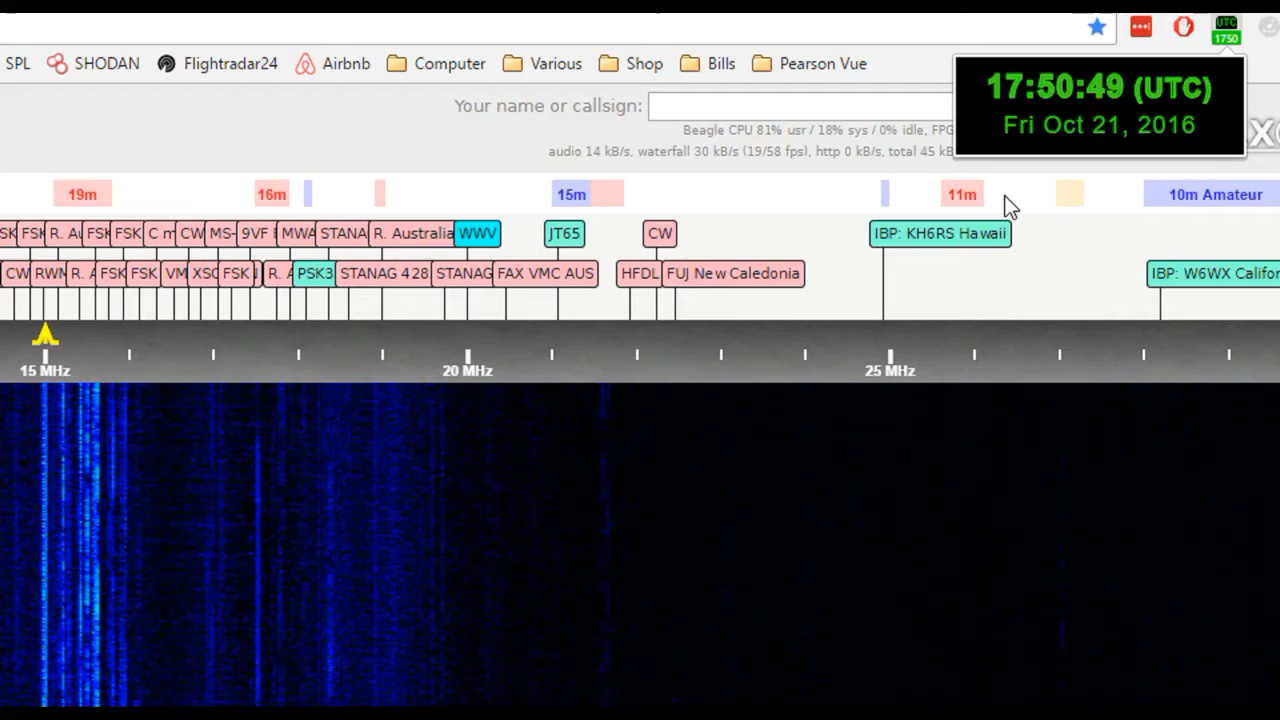 UTC
1750
SPL SHODAN Flightradar24 Airbnb Computer Various Shop Bills Pearson Vue
17:50:49 (UTC)
Fri Oct 21, 2016
Your name or callsign:
Beagle CPU 81% usr / 18% sys / 0% idle, FPG
audio 14 kB/s, waterfall 30 kB/s (19/58 fps), http 0 kB/s, total 45 kB
19m 16m 15m 11m 10m Amateur
SK FSK R. Au FSK FSK C m CW MS- 9VF MWA STANA R. Australia WWV JT65 CW IBP: KH6RS Hawaii
CW RWM R. A FSK FSK VM XSG FSK R. A PSK3 STANAG 428 STANAG FAX VMC AUS HFDL FUJ New Caledonia IBP: W6WX Califor
15 MHz 20 MHz 25 MHz